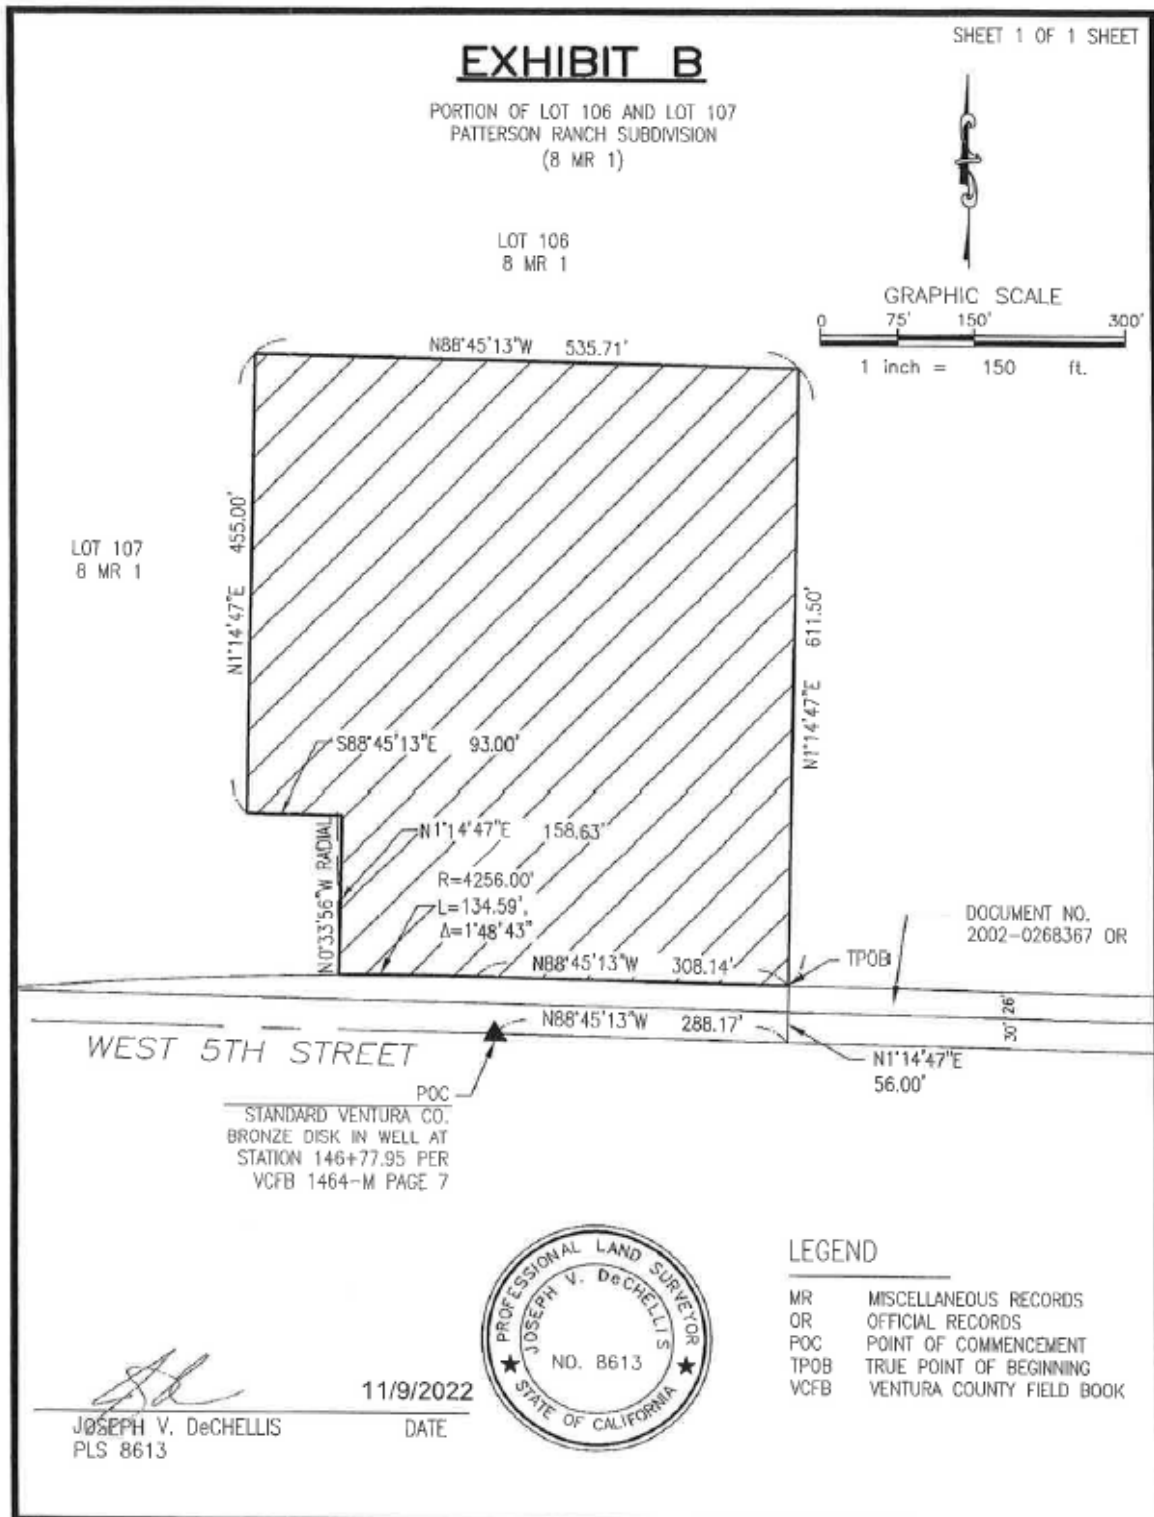 SHEET 1 OF 1 SHEET
EXHIBIT B
PORTION OF LOT 106 AND LOT 107
PATTERSON RANCH SUBDIVISION
(8 MR 1)
LOT 106
8 MR 1
GRAPHIC SCALE
0 75' 150' 300'
1 inch = 150 ft.
N88°45'13"W 535.71'
LOT 107
8 MR 1
N1°14'47"E 455.00'
N1°14'47"E 611.50'
S88°45'13"E 93.00'
N1°14'47"E 158.63'
N0°33'56"W RADIAL
R=4256.00'
L=134.59',
Δ=1°48'43"
DOCUMENT NO.
2002-0268367 OR
N88°45'13"W 308.14'
TPOB
30' 26'
N88°45'13"W 288.17'
WEST 5TH STREET
N1°14'47"E
56.00'
POC
STANDARD VENTURA CO.
BRONZE DISK IN WELL AT
STATION 146+77.95 PER
VCFB 1464-M PAGE 7
PROFESSIONAL LAND SURVEYOR
JOSEPH V. DeCHELLIS
NO. 8613
STATE OF CALIFORNIA
LEGEND
MR MISCELLANEOUS RECORDS
OR OFFICIAL RECORDS
POC POINT OF COMMENCEMENT
TPOB TRUE POINT OF BEGINNING
VCFB VENTURA COUNTY FIELD BOOK
11/9/2022
JOSEPH V. DeCHELLIS DATE
PLS 8613